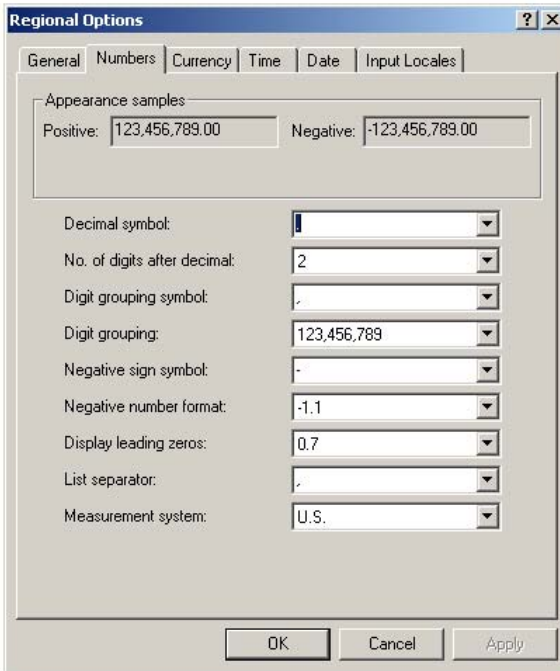 Regional Options
General Numbers Currency Time Date Input Locales
Appearance samples
Positive: 123,456,789.00 Negative: -123,456,789.00
Decimal symbol: .
No. of digits after decimal: 2
Digit grouping symbol: ,
Digit grouping: 123,456,789
Negative sign symbol: -
Negative number format: -1.1
Display leading zeros: 0.7
List separator: ,
Measurement system: U.S.
OK Cancel Apply